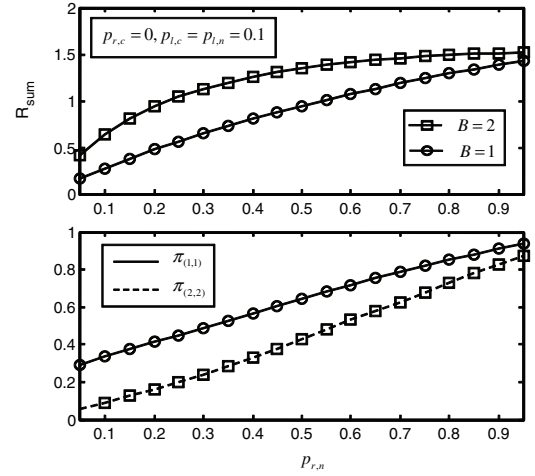 p_{r,c} = 0, p_{l,c} = p_{l,n} = 0.1
R_{sum}
2
1.5
1
0.5
0
B = 2
B = 1
0.1 0.2 0.3 0.4 0.5 0.6 0.7 0.8 0.9
1
0.8
0.6
0.4
0.2
0
π_{(1,1)}
π_{(2,2)}
0.1 0.2 0.3 0.4 0.5 0.6 0.7 0.8 0.9
p_{r,n}